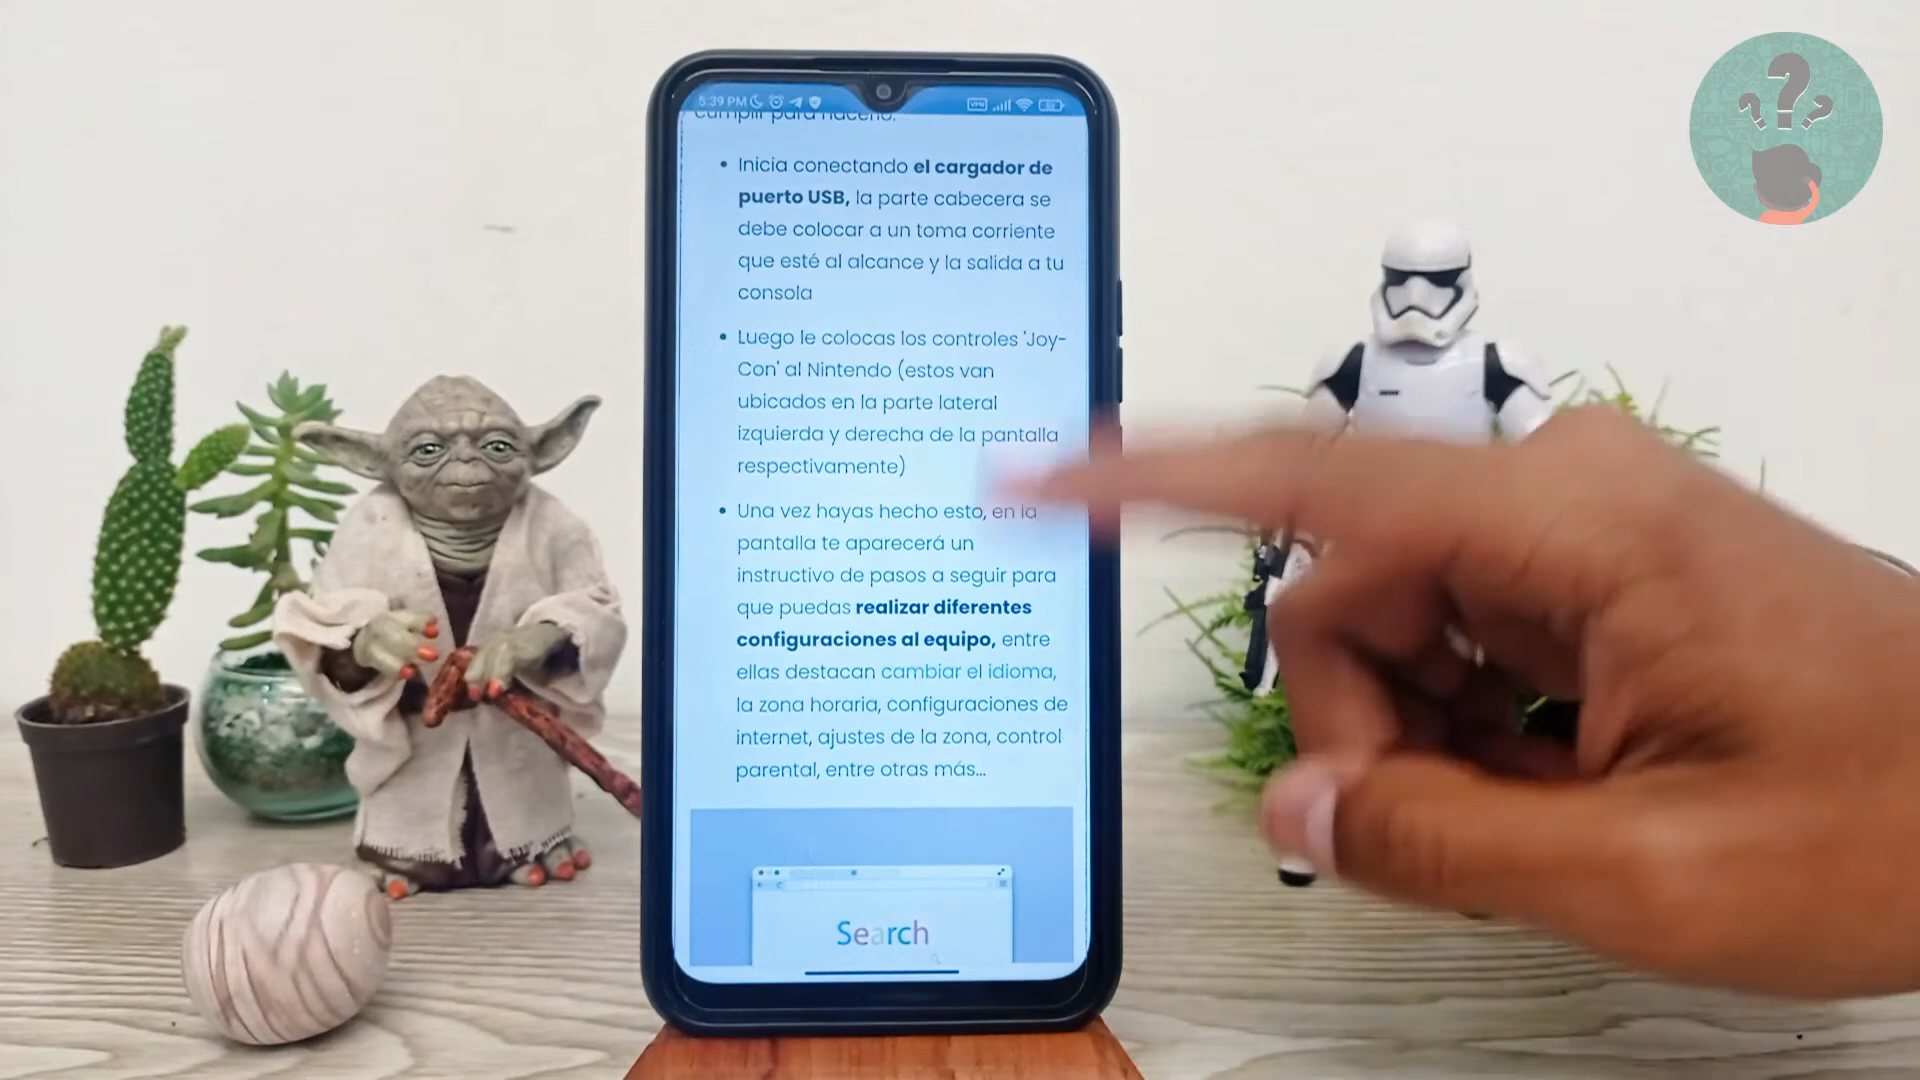 5:39 PM
cumplir para hacerlo.
• Inicia conectando el cargador de
puerto USB, la parte cabecera se
debe colocar a un toma corriente
que esté al alcance y la salida a tu
consola
• Luego le colocas los controles 'Joy-
Con' al Nintendo (estos van
ubicados en la parte lateral
izquierda y derecha de la pantalla
respectivamente)
• Una vez hayas hecho esto, en la
pantalla te aparecerá un
instructivo de pasos a seguir para
que puedas realizar diferentes
configuraciones al equipo, entre
ellas destacan cambiar el idioma,
la zona horaria, configuraciones de
internet, ajustes de la zona, control
parental, entre otras más...
Search